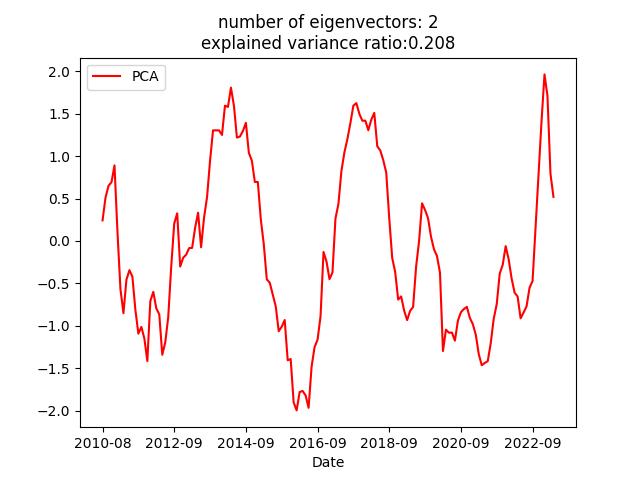 number of eigenvectors: 2
explained variance ratio:0.208
PCA
2.0
1.5
1.0
0.5
0.0
−0.5
−1.0
−1.5
−2.0
2010-08 2012-09 2014-09 2016-09 2018-09 2020-09 2022-09
Date